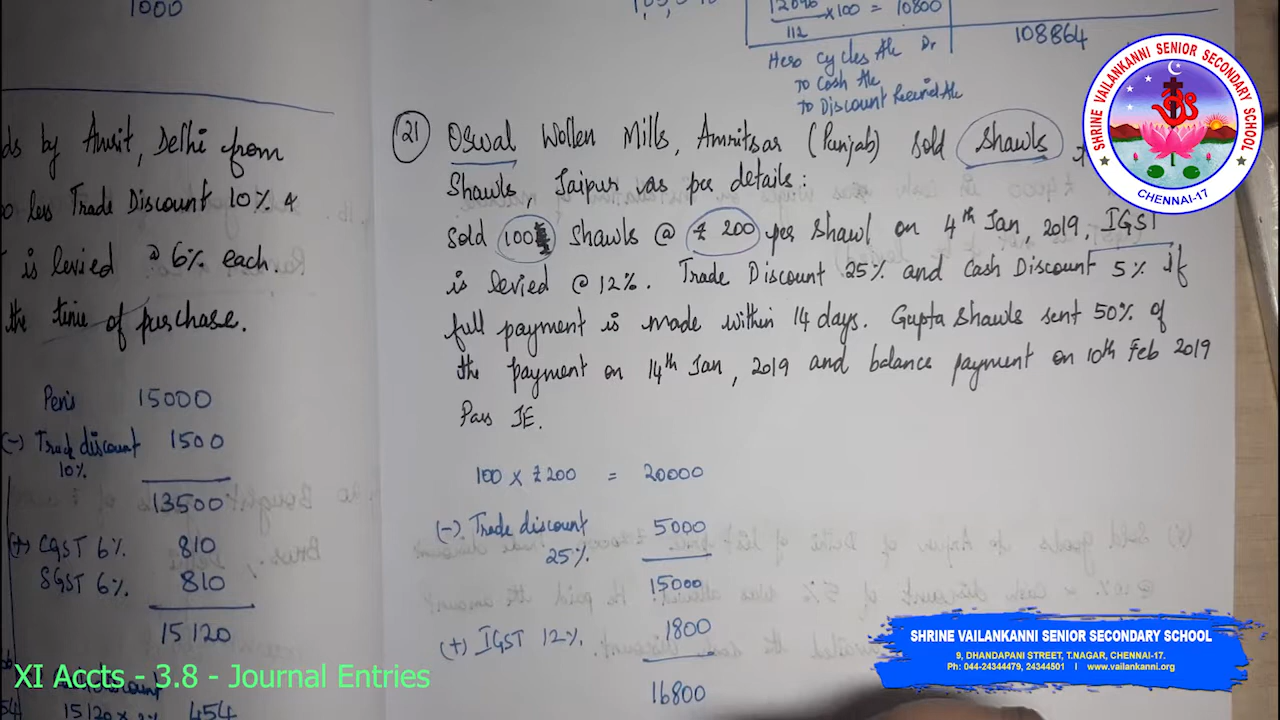 1000
12096
/112 x100 = 10800
108864
Hero Cycles A/c Dr
To Cash A/c
To Discount Received A/c
ds by Amrit, Delhi from
o less Trade Discount 10% &
is levied @ 6% each.
the time of purchase.
Pens 15000
(-) Trade discount 1500
10%
13500
(+) CGST 6% 810
SGST 6% 810
15120
15120 x 3% 454
(21) Oswal Wollen Mills, Amritsar (Punjab) sold Shawls
Shawls, Jaipur vas per details:
Sold 100 Shawls @ ₹ 200 per Shawl on 4th Jan, 2019, IGST
is levied @ 12%. Trade Discount 25% and Cash Discount 5% if
full payment is made within 14 days. Gupta Shawls sent 50% of
the payment on 14th Jan, 2019 and balance payment on 10th Feb 2019
Pass JE.
100 x ₹200 = 20000
(-) Trade discount 5000
25%
15000
(+) IGST 12% 1800
16800
SHRINE VAILANKANNI SENIOR SECONDARY SCHOOL
CHENNAI-17
SHRINE VAILANKANNI SENIOR SECONDARY SCHOOL
9, DHANDAPANI STREET, T.NAGAR, CHENNAI-17.
Ph: 044-24344479, 24344501 I www.vailankanni.org
XI Accts - 3.8 - Journal Entries